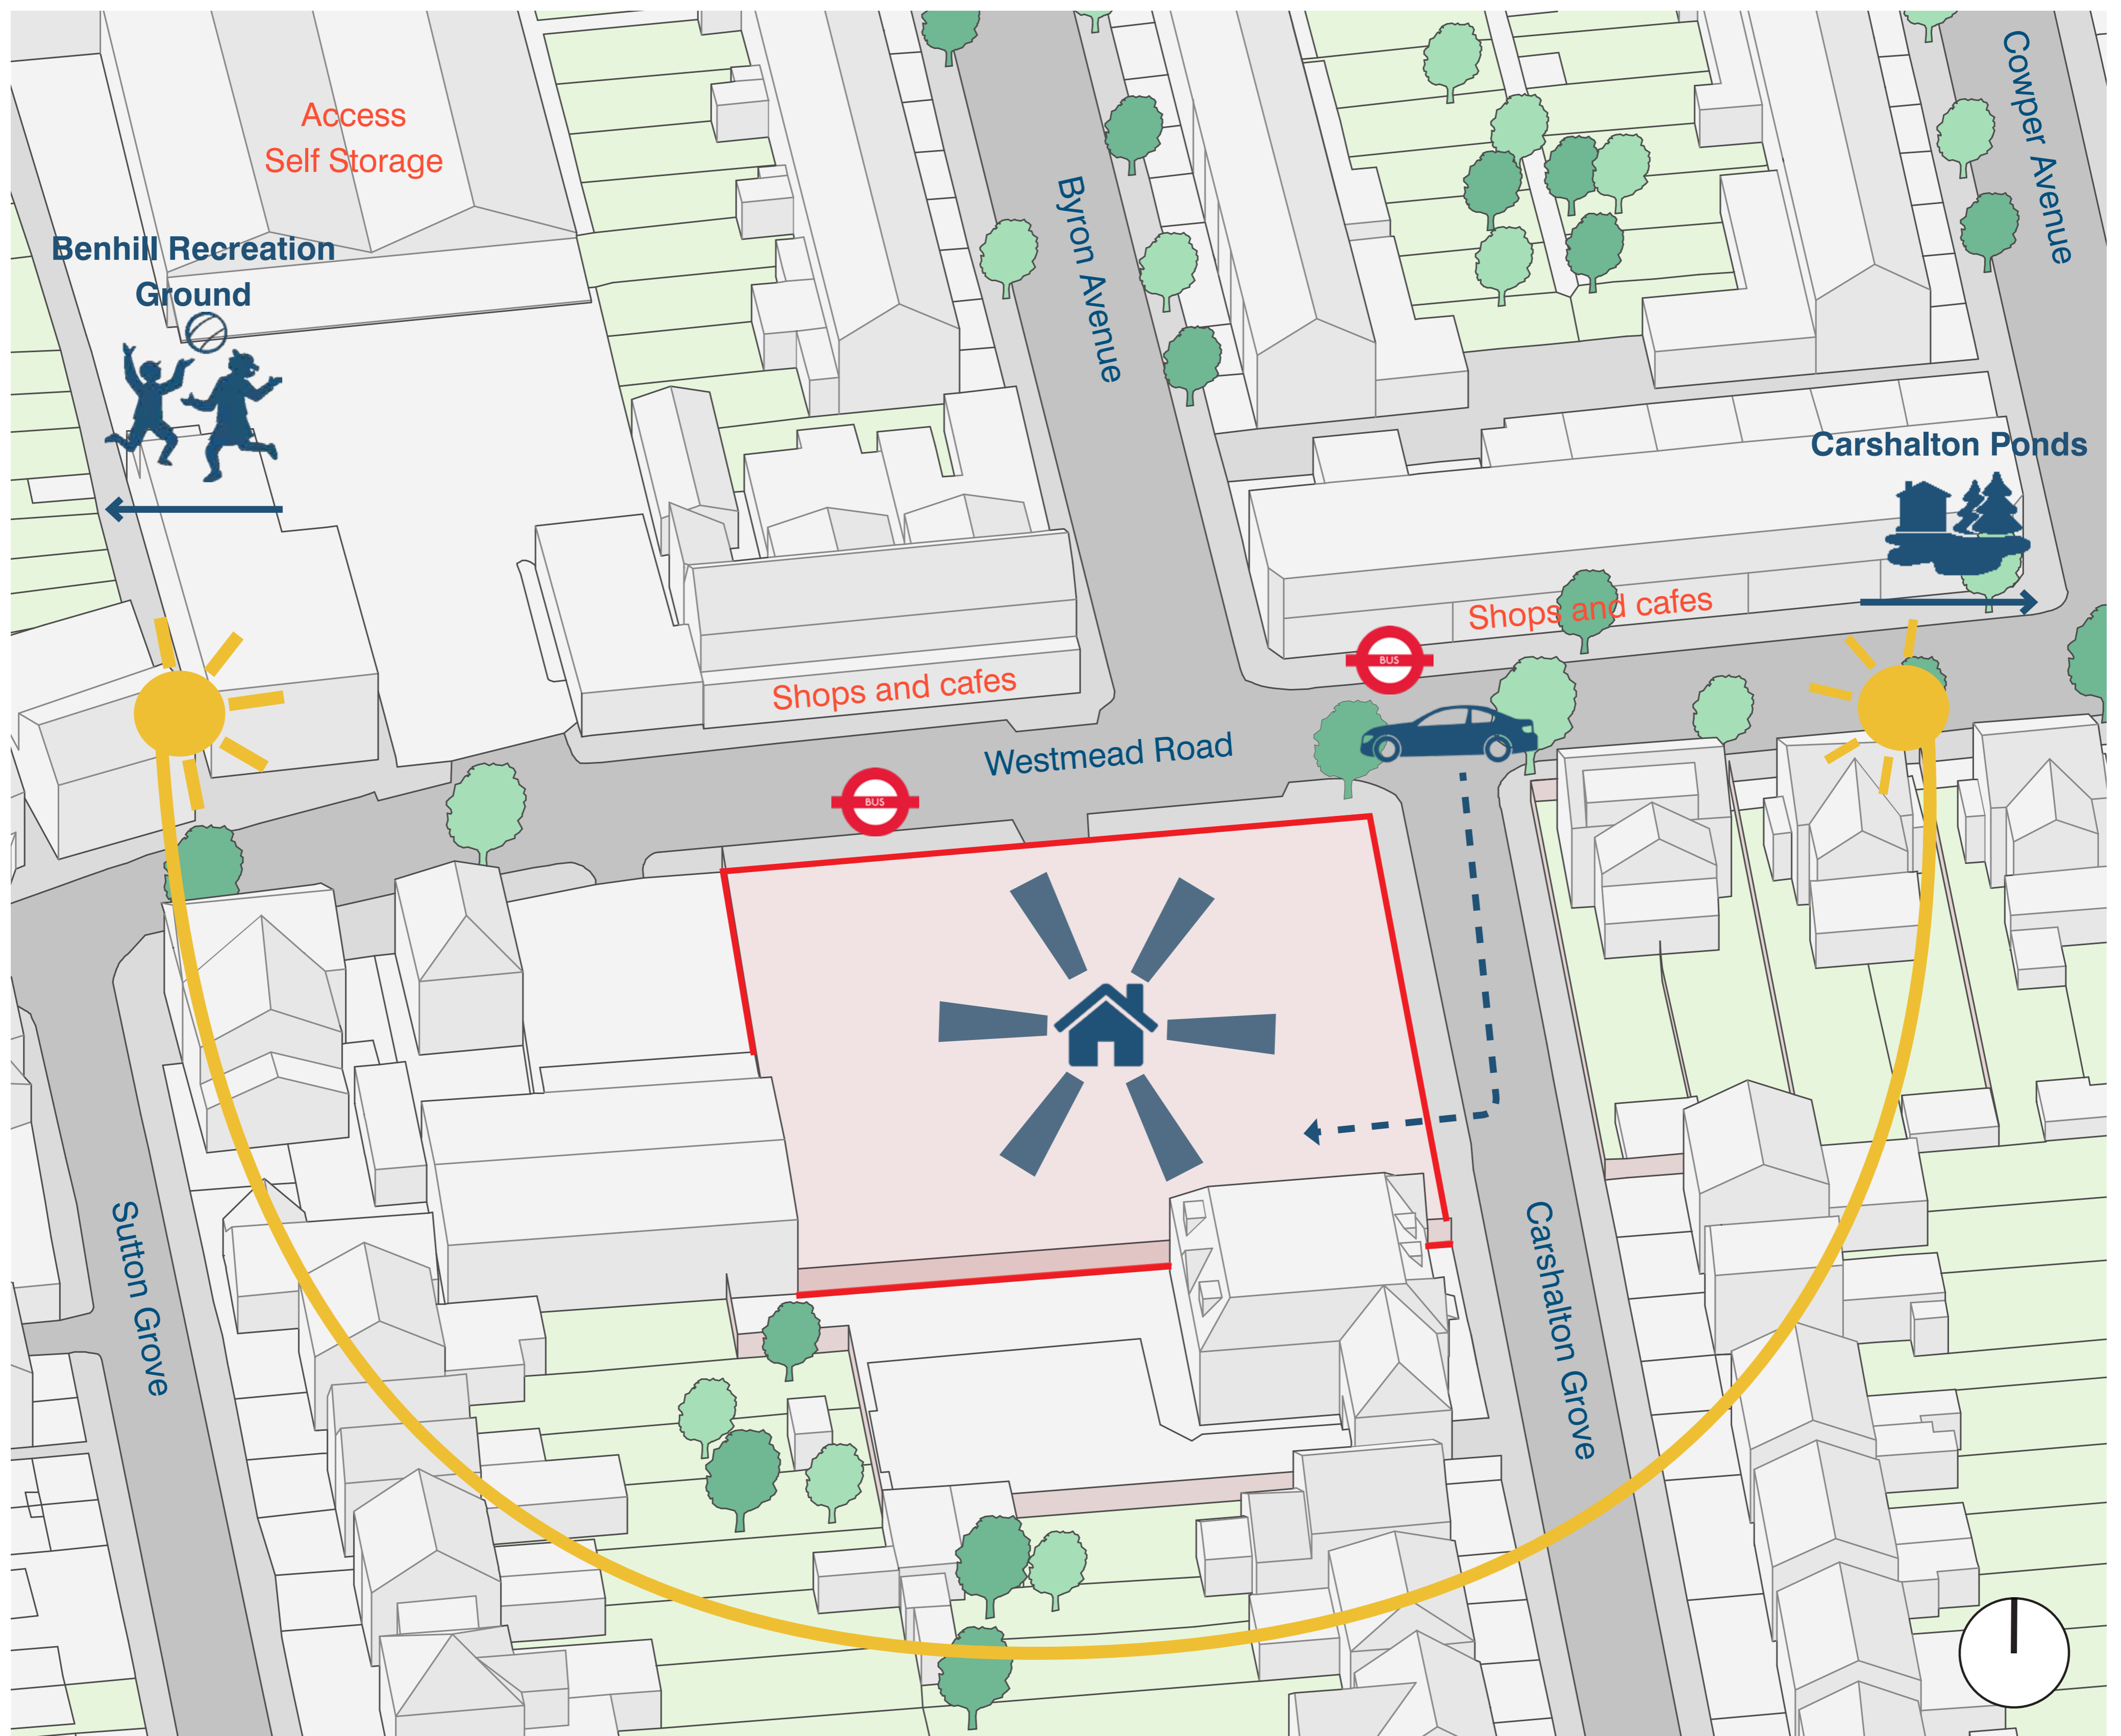 Access
Self Storage
Benhill Recreation
Ground
Byron Avenue
Cowper Avenue
Carshalton Ponds
Shops and cafes
BUS
Shops and cafes
Westmead Road
BUS
Sutton Grove
Carshalton Grove